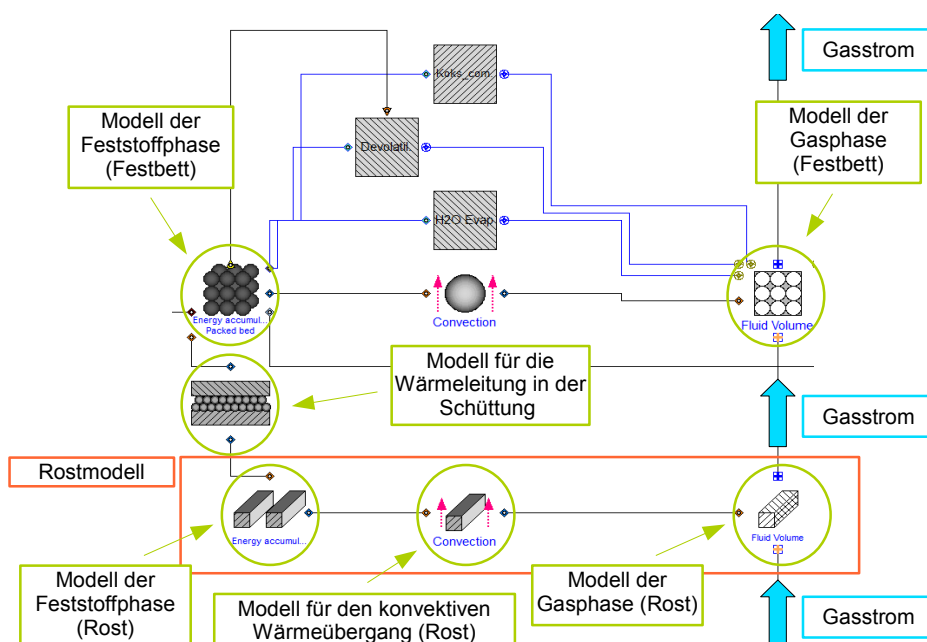 Gasstrom
Koks_com.
Modell der
Feststoffphase
(Festbett)
Modell der
Gasphase
(Festbett)
Devolatil.
H2O Evap
Energy accumul...
Packed bed
Convection
Fluid Volume
Modell für die
Wärmeleitung in der
Schüttung
Gasstrom
Rostmodell
Energy accumul...
Convection
Fluid Volume
Modell der
Feststoffphase
(Rost)
Modell für den konvektiven
Wärmeübergang (Rost)
Modell der
Gasphase (Rost)
Gasstrom